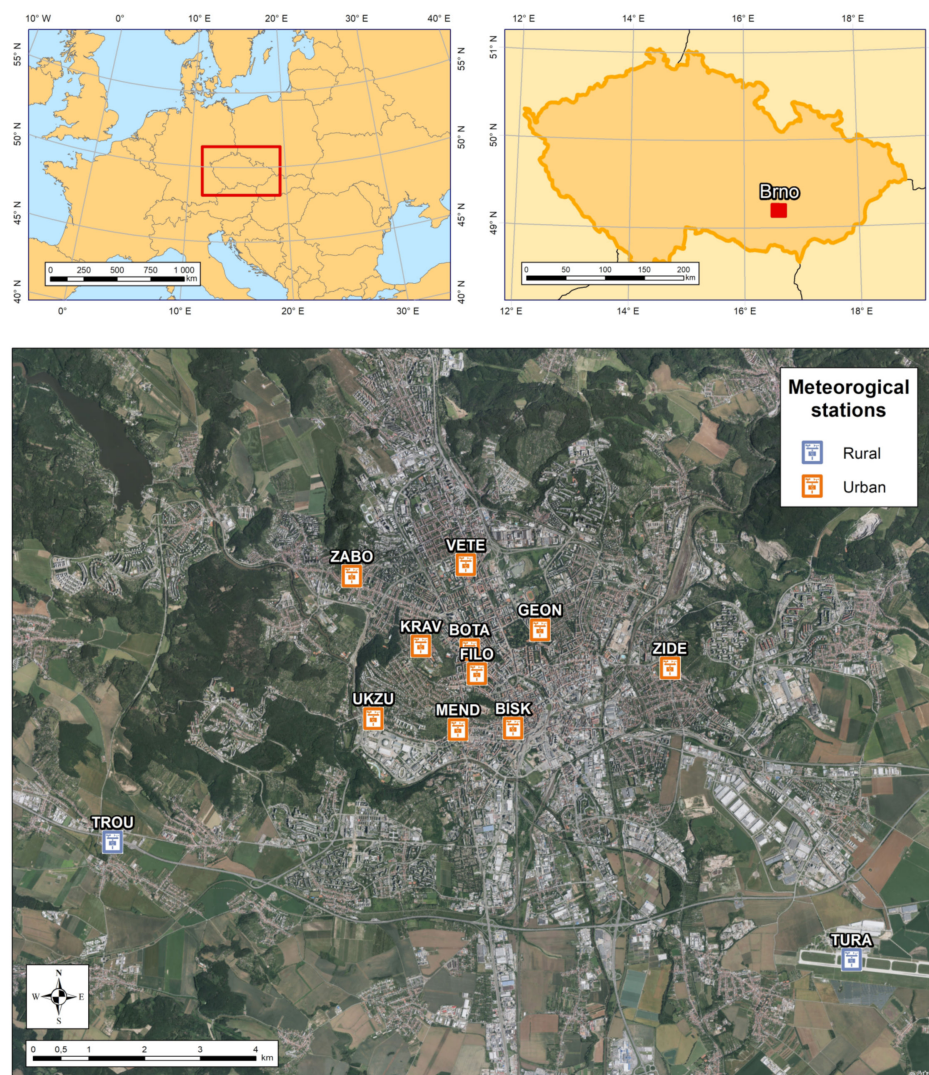 10° W 0° 10° E 20° E 30° E 40° E
55° N
50° N
45° N
40° N
55° N
50° N
45° N
40° N
0 250 500 750 1 000
km
0° 10° E 20° E 30° E
12° E 14° E 16° E 18° E
51° N
50° N
49° N
51° N
50° N
49° N
Brno
0 50 100 150 200
km
12° E 14° E 16° E 18° E
Meteorogical
stations
Rural
Urban
VETE
ZABO
GEON
KRAV
BOTA
FILO
ZIDE
UKZU
MEND
BISK
TROU
TURA
N
W E
S
0 0,5 1 2 3 4
km